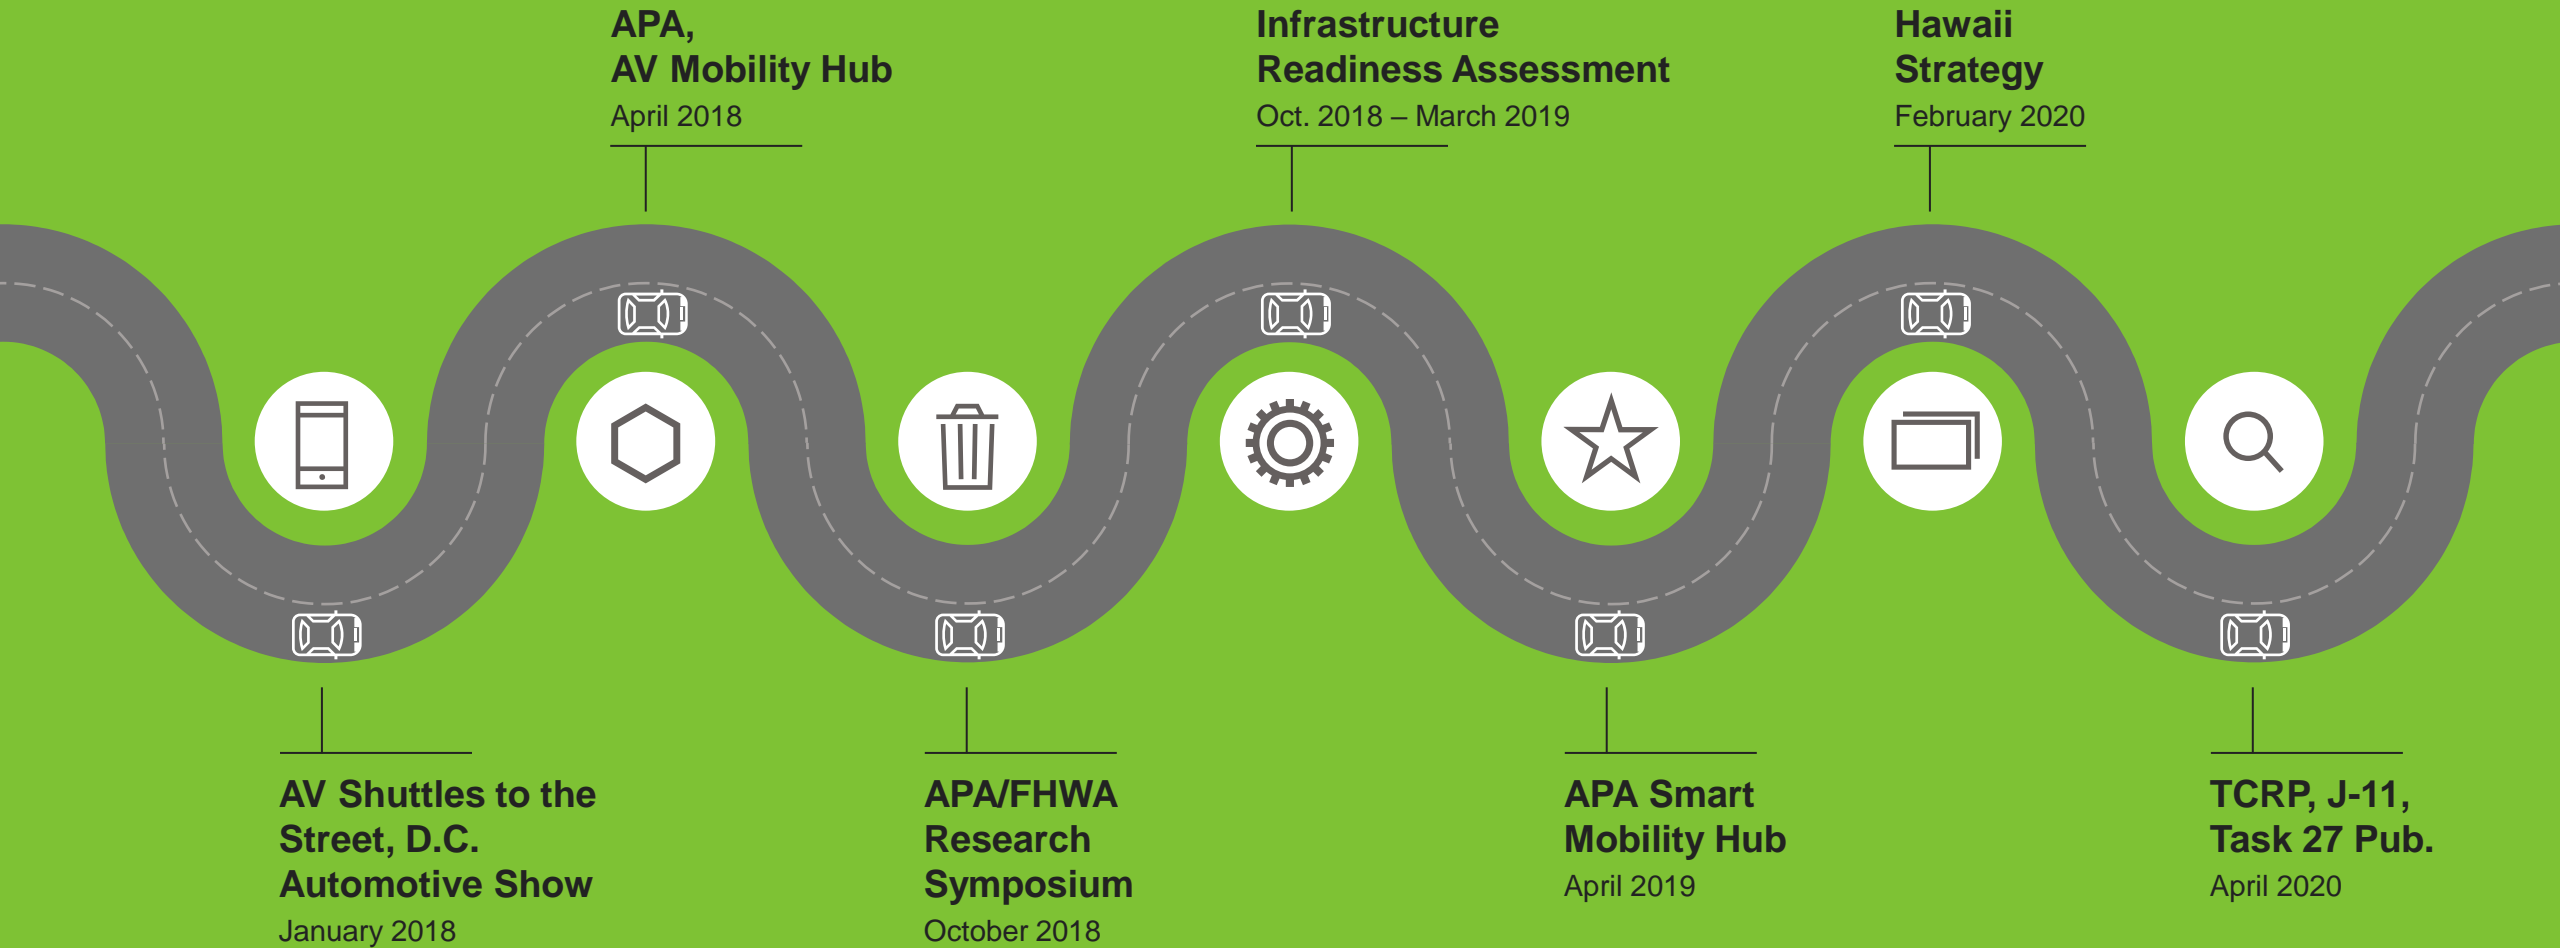 APA,
AV Mobility Hub
April 2018
Infrastructure
Readiness Assessment
Oct. 2018 – March 2019
Hawaii
Strategy
February 2020
AV Shuttles to the
Street, D.C.
Automotive Show
January 2018
APA/FHWA
Research
Symposium
October 2018
APA Smart
Mobility Hub
April 2019
TCRP, J-11,
Task 27 Pub.
April 2020